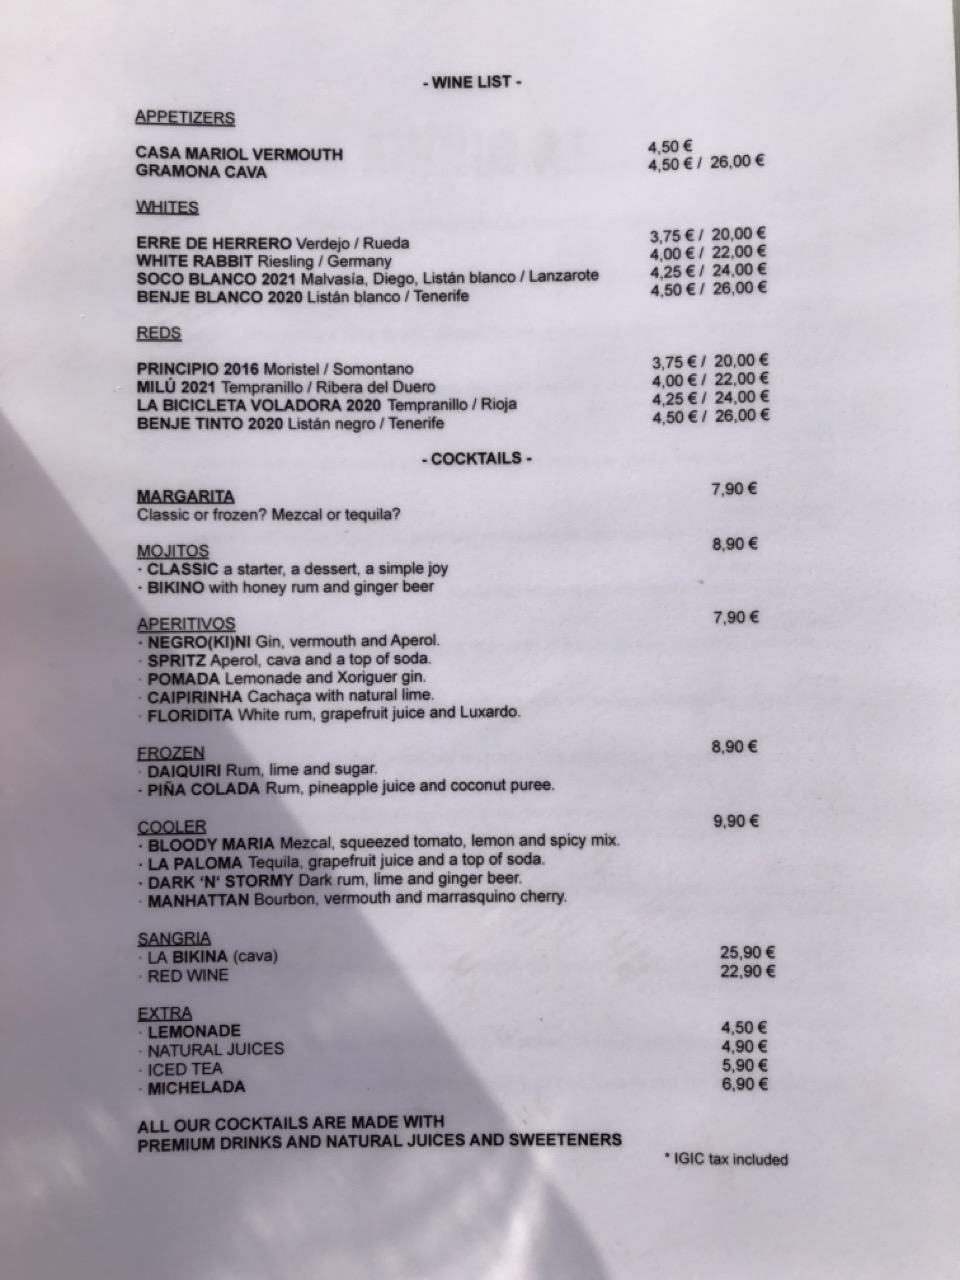 - WINE LIST -
APPETIZERS
CASA MARIOL VERMOUTH 4,50 €
GRAMONA CAVA 4,50 € / 26,00 €
WHITES
ERRE DE HERRERO Verdejo / Rueda 3,75 € / 20,00 €
WHITE RABBIT Riesling / Germany 4,00 € / 22,00 €
SOCO BLANCO 2021 Malvasía, Diego, Listán blanco / Lanzarote 4,25 € / 24,00 €
BENJE BLANCO 2020 Listán blanco / Tenerife 4,50 € / 26,00 €
REDS
PRINCIPIO 2016 Moristel / Somontano 3,75 € / 20,00 €
MILÚ 2021 Tempranillo / Ribera del Duero 4,00 € / 22,00 €
LA BICICLETA VOLADORA 2020 Tempranillo / Rioja 4,25 € / 24,00 €
BENJE TINTO 2020 Listán negro / Tenerife 4,50 € / 26,00 €
- COCKTAILS -
MARGARITA 7,90 €
Classic or frozen? Mezcal or tequila?
MOJITOS 8,90 €
· CLASSIC a starter, a dessert, a simple joy
· BIKINO with honey rum and ginger beer
APERITIVOS 7,90 €
· NEGRO(KI)NI Gin, vermouth and Aperol.
· SPRITZ Aperol, cava and a top of soda.
· POMADA Lemonade and Xoriguer gin.
· CAIPIRINHA Cachaça with natural lime.
· FLORIDITA White rum, grapefruit juice and Luxardo.
FROZEN 8,90 €
· DAIQUIRI Rum, lime and sugar.
· PIÑA COLADA Rum, pineapple juice and coconut puree.
COOLER 9,90 €
· BLOODY MARIA Mezcal, squeezed tomato, lemon and spicy mix.
· LA PALOMA Tequila, grapefruit juice and a top of soda.
· DARK ‘N‘ STORMY Dark rum, lime and ginger beer.
· MANHATTAN Bourbon, vermouth and marrasquino cherry.
SANGRIA
· LA BIKINA (cava) 25,90 €
· RED WINE 22,90 €
EXTRA
· LEMONADE 4,50 €
· NATURAL JUICES 4,90 €
· ICED TEA 5,90 €
· MICHELADA 6,90 €
ALL OUR COCKTAILS ARE MADE WITH
PREMIUM DRINKS AND NATURAL JUICES AND SWEETENERS
* IGIC tax included